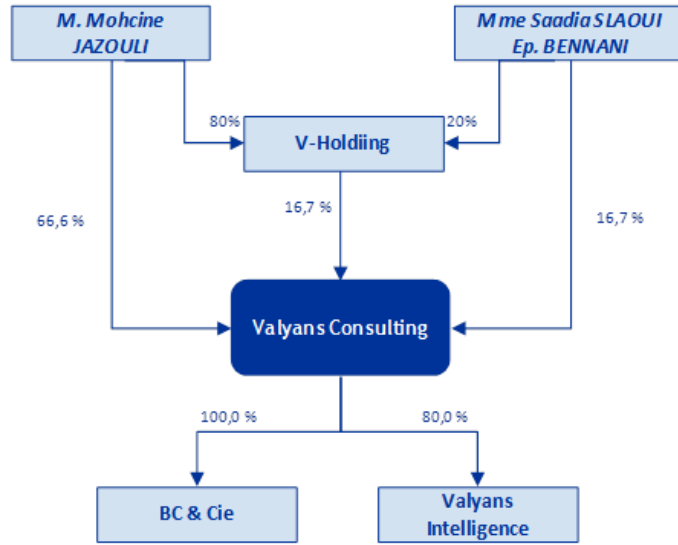 M. Mohcine
JAZOULI
Mme Saadia SLAOUI
Ep. BENNANI
80%
20%
V-Holdiing
66,6 %
16,7 %
16,7 %
Valyans Consulting
100,0 %
80,0 %
BC & Cie
Valyans
Intelligence